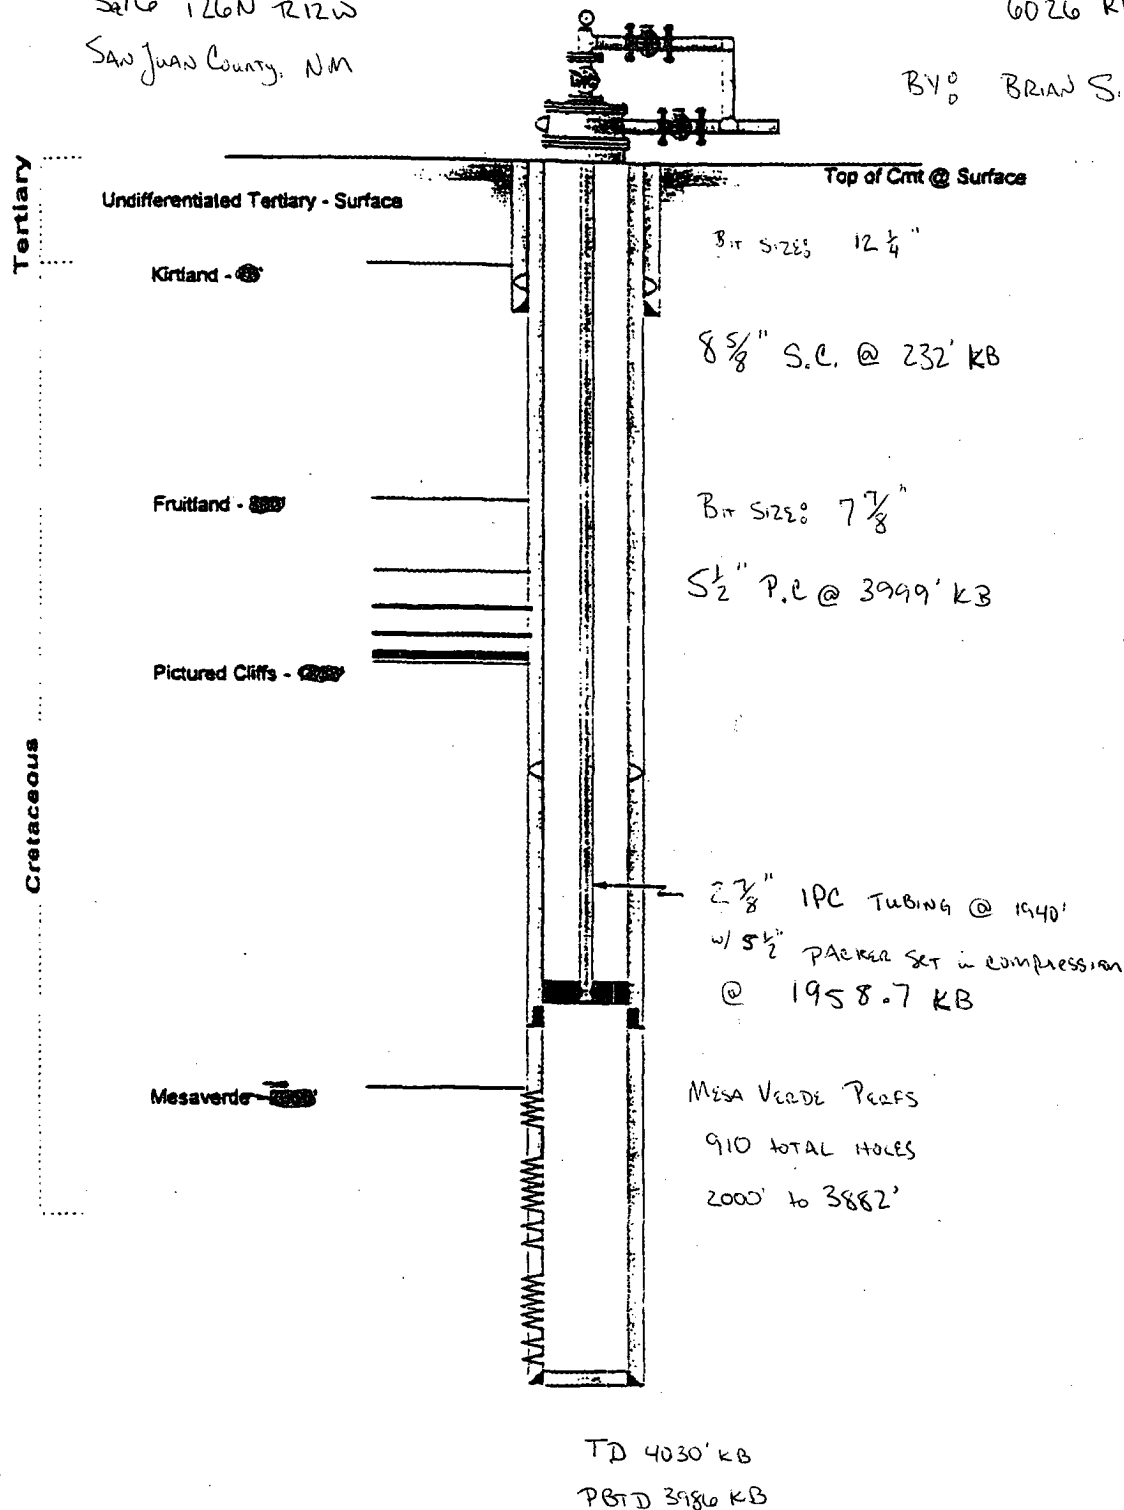 T26N R12W
SAN JUAN COUNTY, NM
6026
BY: BRIAN S.
Tertiary
Top of Cmt @ Surface
Undifferentiated Tertiary - Surface
BIT SIZE: 12 1/4"
Kirtland -
8 5/8" S.C. @ 232' KB
Fruitland -
BIT SIZE: 7 7/8"
5 1/2" P.C @ 3999' KB
Pictured Cliffs -
Cretaceous
2 7/8" IPC TUBING @ 1940'
w/ 5 1/2" PACKER SET in COMPRESSION
@ 1958.7 KB
Mesaverde
MESA VERDE PERFS
910 TOTAL HOLES
2000' to 3882'
TD 4030' KB
PBTD 3986 KB